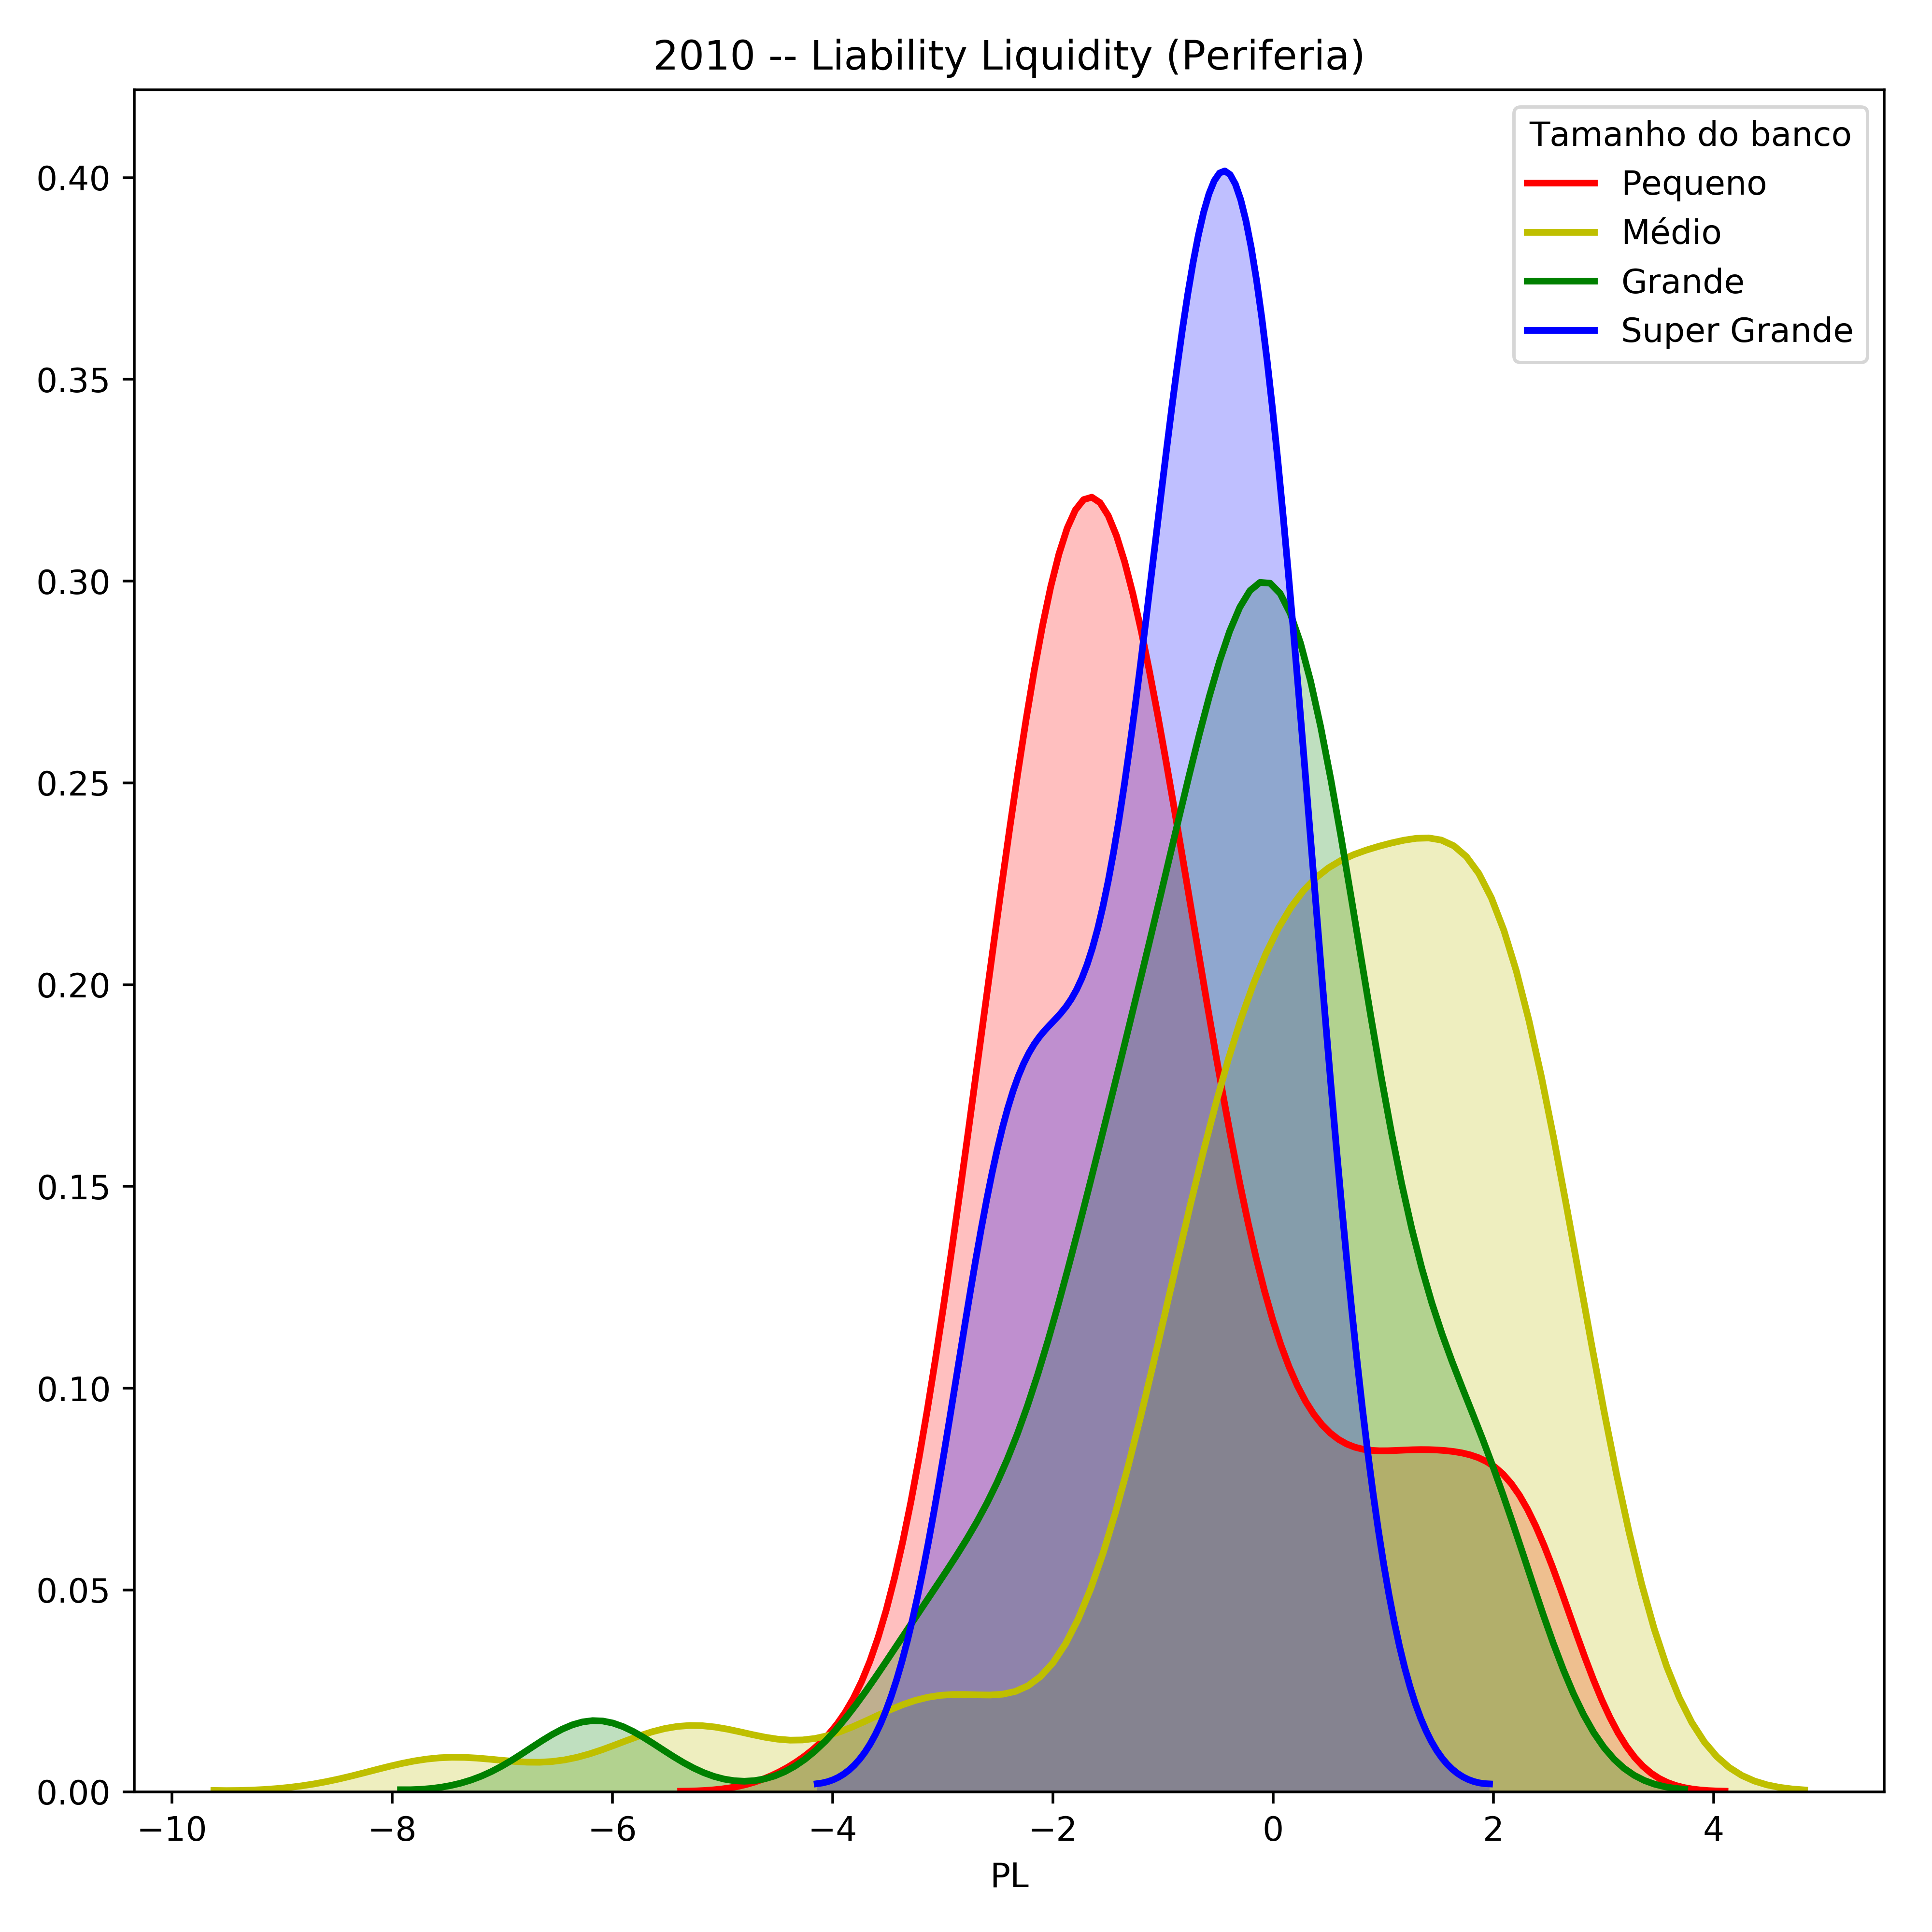 2010 -- Liability Liquidity (Periferia)
Tamanho do banco
Pequeno
Médio
Grande
Super Grande
0.40
0.35
0.30
0.25
0.20
0.15
0.10
0.05
0.00
−10 −8 −6 −4 −2 0 2 4
PL